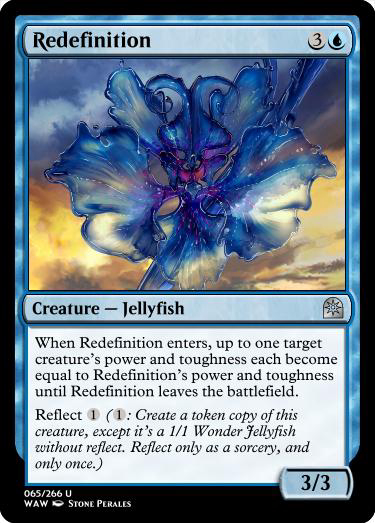 Redefinition 3
Creature — Jellyfish
When Redefinition enters, up to one target
creature's power and toughness each become
equal to Redefinition's power and toughness
until Redefinition leaves the battlefield.
Reflect 1 (1: Create a token copy of this
creature, except it's a 1/1 Wonder Jellyfish
without reflect. Reflect only as a sorcery, and
only once.)
3/3
065/266 U
WAW Stone Perales